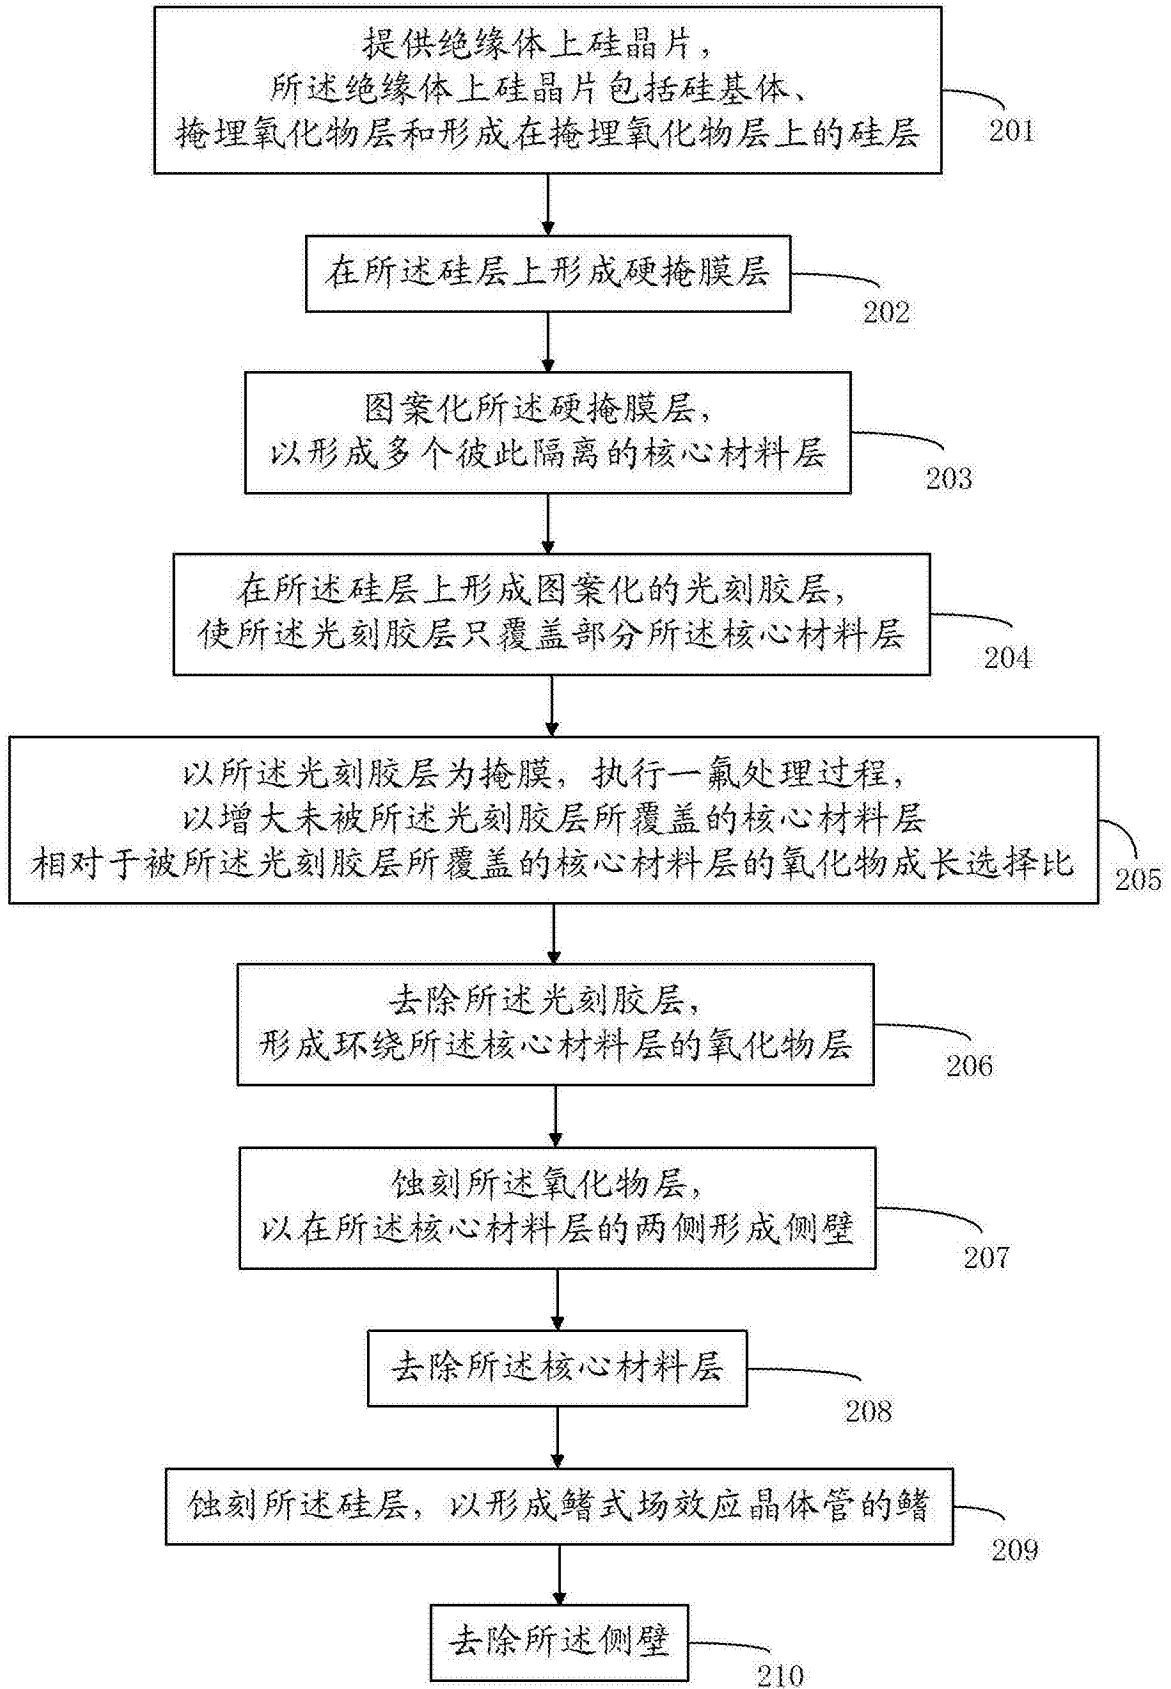 提供绝缘体上硅晶片，
所述绝缘体上硅晶片包括硅基体、
掩埋氧化物层和形成在掩埋氧化物层上的硅层
201
在所述硅层上形成硬掩膜层
202
图案化所述硬掩膜层，
以形成多个彼此隔离的核心材料层
203
在所述硅层上形成图案化的光刻胶层，
使所述光刻胶层只覆盖部分所述核心材料层
204
以所述光刻胶层为掩膜，执行一氟处理过程，
以增大未被所述光刻胶层所覆盖的核心材料层
相对于被所述光刻胶层所覆盖的核心材料层的氧化物成长选择比
205
去除所述光刻胶层，
形成环绕所述核心材料层的氧化物层
206
蚀刻所述氧化物层，
以在所述核心材料层的两侧形成侧壁
207
去除所述核心材料层
208
蚀刻所述硅层，以形成鳍式场效应晶体管的鳍
209
去除所述侧壁
210